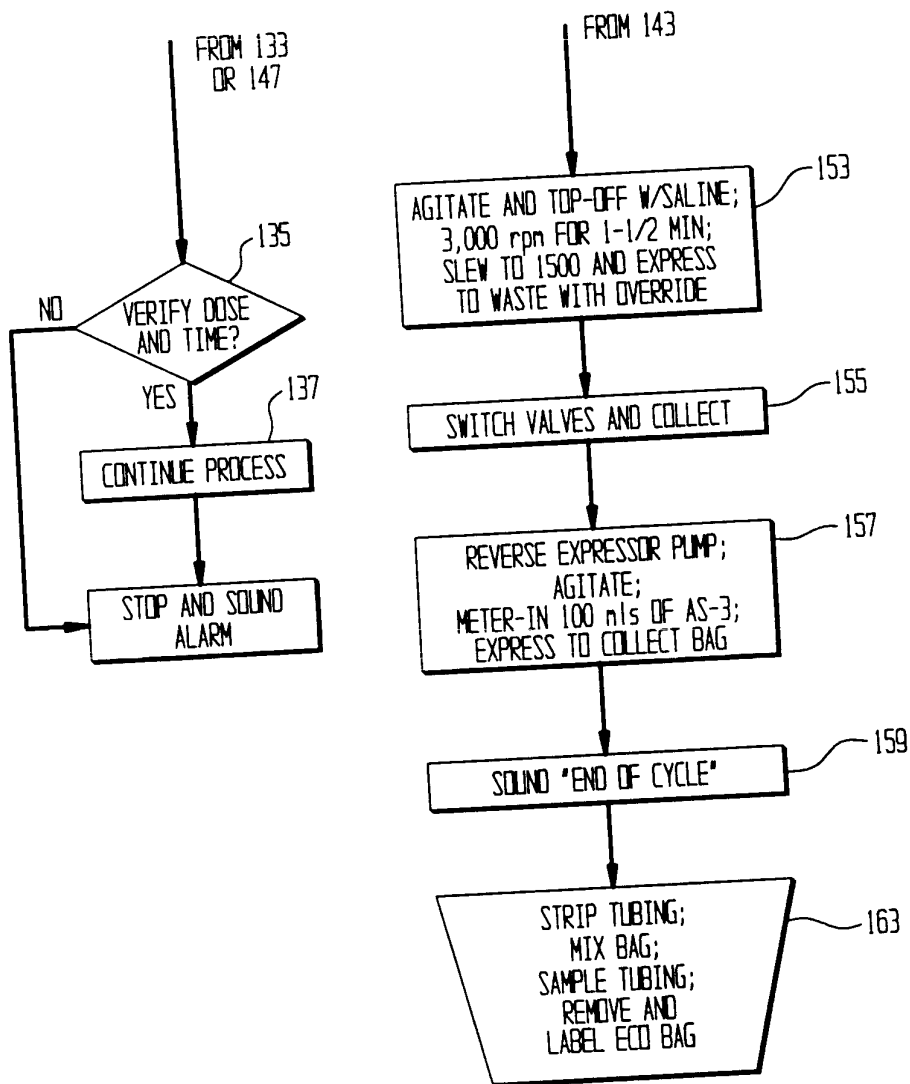 FROM 133
OR 147
135
NO
VERIFY DOSE
AND TIME?
YES
137
CONTINUE PROCESS
STOP AND SOUND
ALARM
FROM 143
153
AGITATE AND TOP-OFF W/SALINE;
3,000 rpm FOR 1-1/2 MIN;
SLEW TO 1500 AND EXPRESS
TO WASTE WITH OVERRIDE
155
SWITCH VALVES AND COLLECT
157
REVERSE EXPRESSOR PUMP;
AGITATE;
METER-IN 100 mls OF AS-3;
EXPRESS TO COLLECT BAG
159
SOUND "END OF CYCLE"
163
STRIP TUBING;
MIX BAG;
SAMPLE TUBING;
REMOVE AND
LABEL ECO BAG